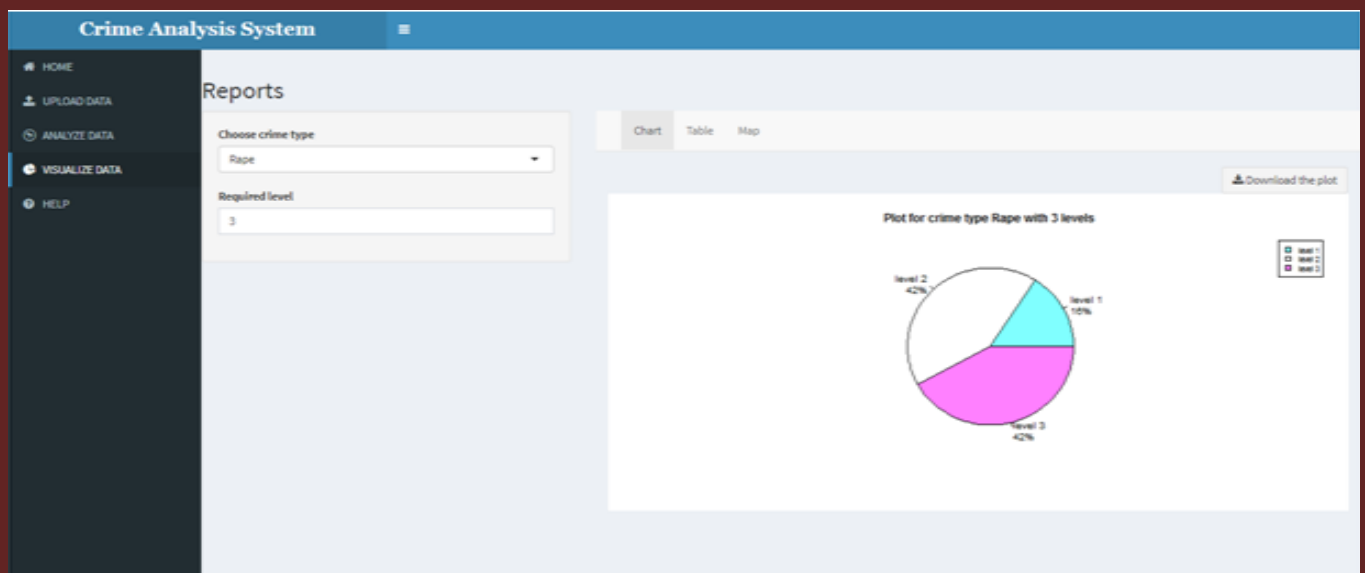 Crime Analysis System
HOME
UPLOAD DATA
ANALYZE DATA
VISUALIZE DATA
HELP
Reports
Choose crime type
Rape
Required level
3
Chart Table Map
Download the plot
Plot for crime type Rape with 3 levels
level 1
level 2
level 3
level 2
42%
level 1
16%
level 3
42%